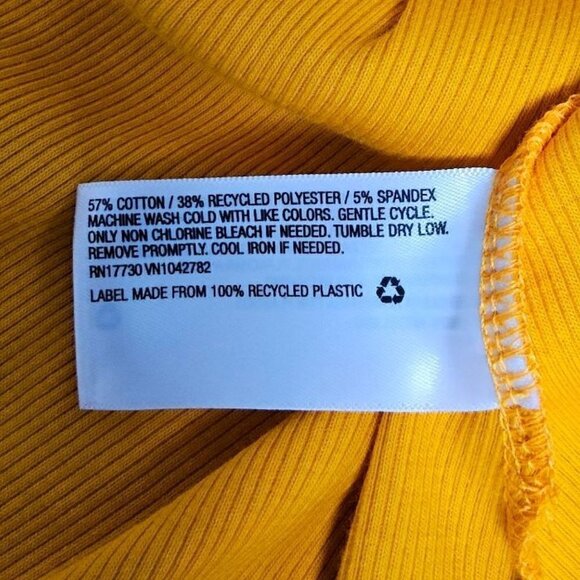 57% COTTON / 38% RECYCLED POLYESTER / 5% SPANDEX
MACHINE WASH COLD WITH LIKE COLORS. GENTLE CYCLE.
ONLY NON CHLORINE BLEACH IF NEEDED. TUMBLE DRY LOW.
REMOVE PROMPTLY. COOL IRON IF NEEDED.
RN17730 VN1042782
LABEL MADE FROM 100% RECYCLED PLASTIC